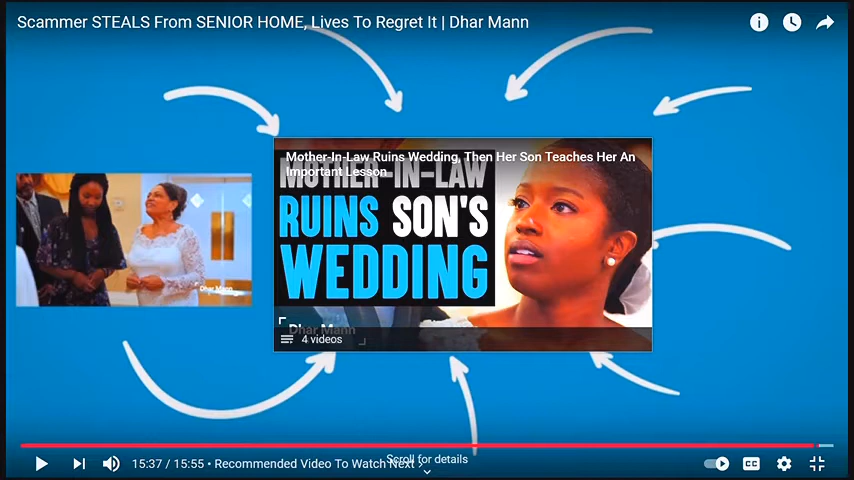 Scammer STEALS From SENIOR HOME, Lives To Regret It | Dhar Mann
Mother-In-Law Ruins Wedding, Then Her Son Teaches Her An
Important Lesson
MOTHER-IN-LAW
RUINS SON'S
WEDDING
Dhar Mann
Dhar Mann
4 videos
15:37 / 15:55 • Recommended Video To Watch Next
Scroll for details
CC